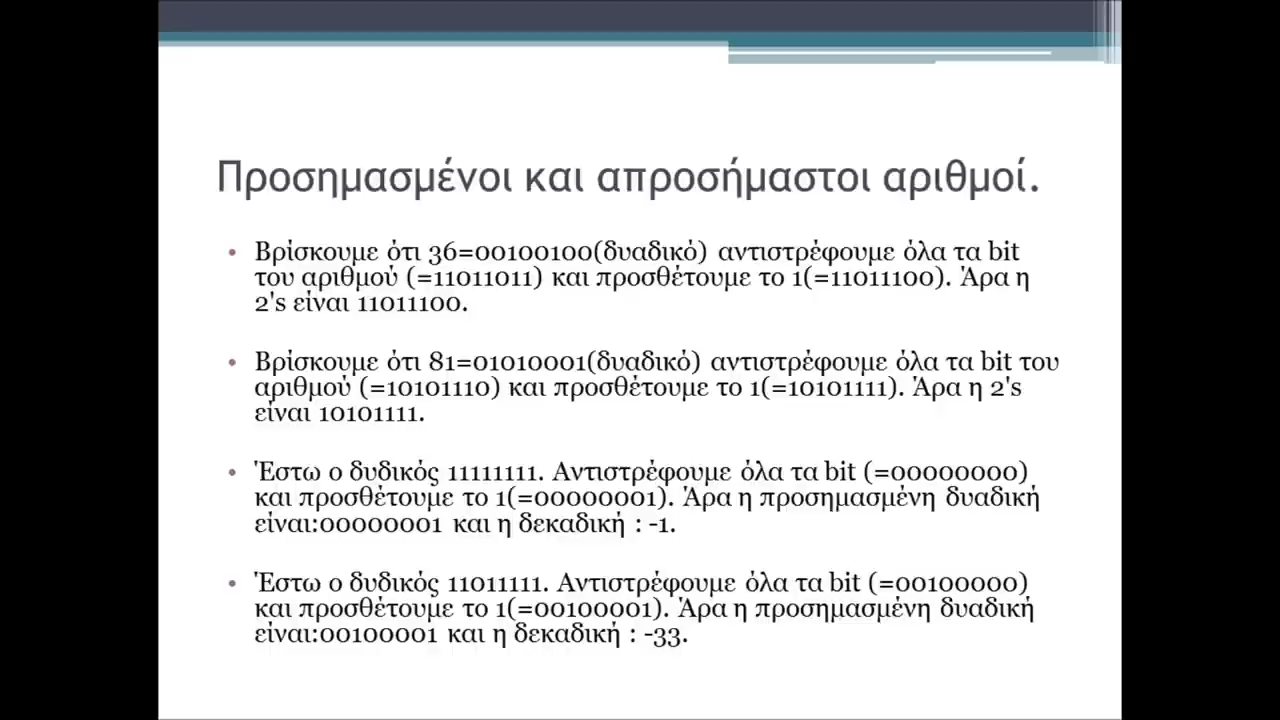 Προσημασμένοι και απροσήμαστοι αριθμοί.
• Βρίσκουμε ότι 36=00100100(δυαδικό) αντιστρέφουμε όλα τα bit
του αριθμού (=11011011) και προσθέτουμε το 1(=11011100). Άρα η
2's είναι 11011100.
• Βρίσκουμε ότι 81=01010001(δυαδικό) αντιστρέφουμε όλα τα bit του
αριθμού (=10101110) και προσθέτουμε το 1(=10101111). Άρα η 2's
είναι 10101111.
• Έστω ο δυδικός 11111111. Αντιστρέφουμε όλα τα bit (=00000000)
και προσθέτουμε το 1(=00000001). Άρα η προσημασμένη δυαδική
είναι:00000001 και η δεκαδική : -1.
• Έστω ο δυδικός 11011111. Αντιστρέφουμε όλα τα bit (=00100000)
και προσθέτουμε το 1(=00100001). Άρα η προσημασμένη δυαδική
είναι:00100001 και η δεκαδική : -33.